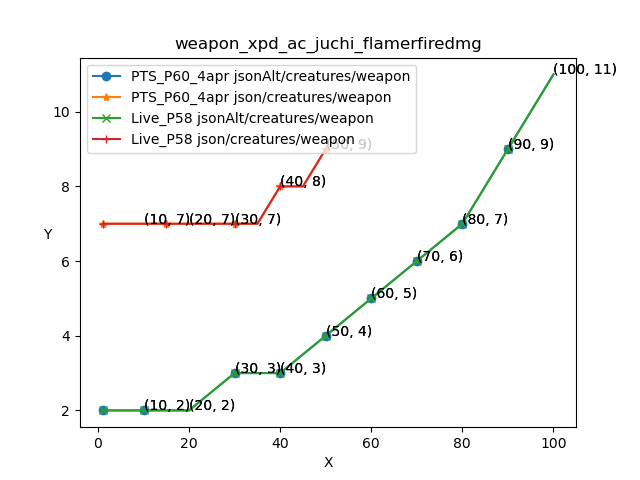 weapon_xpd_ac_juchi_flamerfiredmg
PTS_P60_4apr jsonAlt/creatures/weapon
PTS_P60_4apr json/creatures/weapon
Live_P58 jsonAlt/creatures/weapon
Live_P58 json/creatures/weapon
(100, 11)
(50, 9)
(90, 9)
(40, 8)
(10, 7)(20, 7)(30, 7)
(80, 7)
(70, 6)
(60, 5)
(50, 4)
(30, 3)(40, 3)
(10, 2)(20, 2)
10
8
6
4
2
Y
0 20 40 60 80 100
X